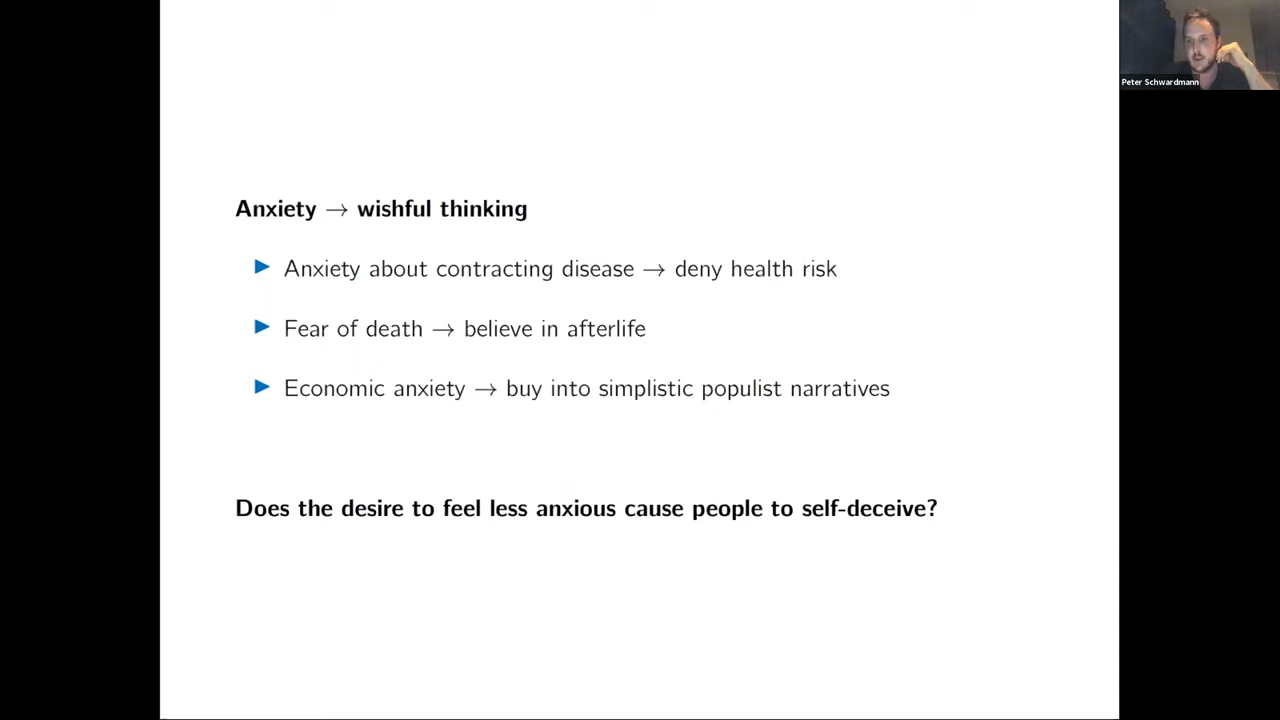 Peter Schwardmann
Anxiety → wishful thinking
▶ Anxiety about contracting disease → deny health risk
▶ Fear of death → believe in afterlife
▶ Economic anxiety → buy into simplistic populist narratives
Does the desire to feel less anxious cause people to self-deceive?